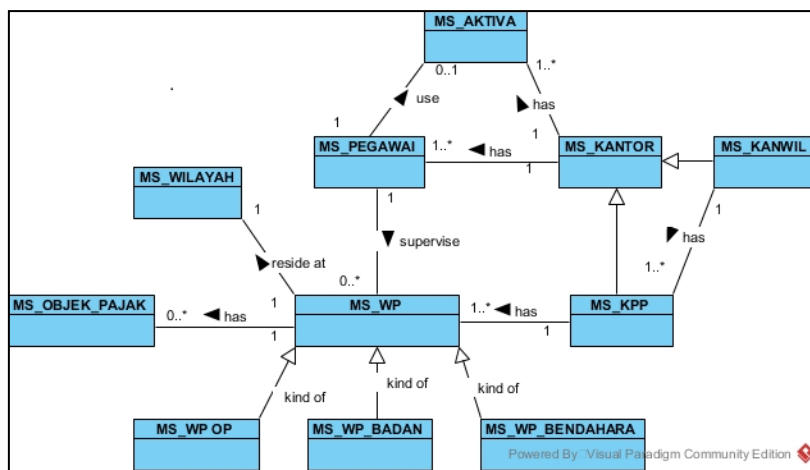 MS_AKTIVA
0..1
1..*
use
has
1
1
MS_PEGAWAI
1..*
has
1
MS_KANTOR
MS_KANWIL
MS_WILAYAH
1
1
1
supervise
has
reside at
1..*
0..*
1
MS_OBJEK_PAJAK
0..*
has
1
MS_WP
1..*
has
1
MS_KPP
kind of
kind of
kind of
MS_WP OP
MS_WP_BADAN
MS_WP_BENDAHARA
Powered By Visual Paradigm Community Edition